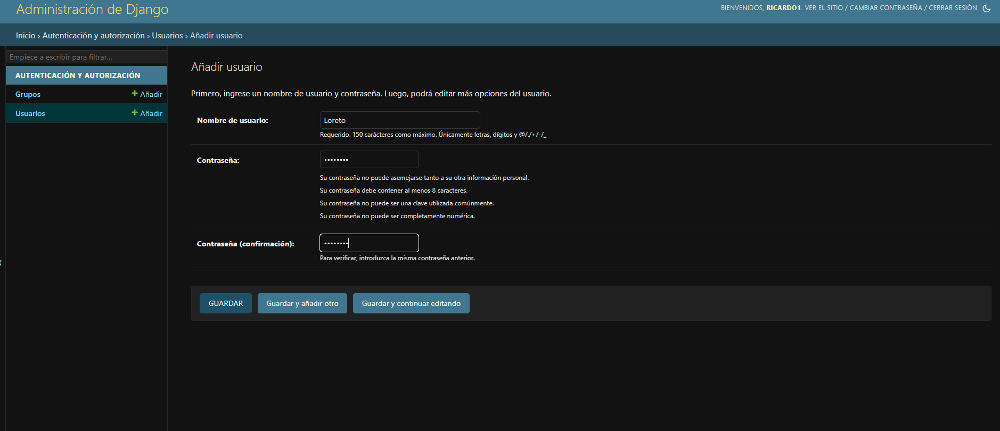 Administración de Django
BIENVENIDOS, RICARDO1. VER EL SITIO / CAMBIAR CONTRASEÑA / CERRAR SESIÓN
Inicio › Autenticación y autorización › Usuarios › Añadir usuario
Empiece a escribir para filtrar...
AUTENTICACIÓN Y AUTORIZACIÓN
Grupos + Añadir
Usuarios + Añadir
Añadir usuario
Primero, ingrese un nombre de usuario y contraseña. Luego, podrá editar más opciones del usuario.
Nombre de usuario: Loreto
Requerido. 150 carácteres como máximo. Únicamente letras, dígitos y @/./+/-/_
Contraseña: ••••••••
Su contraseña no puede asemejarse tanto a su otra información personal.
Su contraseña debe contener al menos 8 caracteres.
Su contraseña no puede ser una clave utilizada comúnmente.
Su contraseña no puede ser completamente numérica.
Contraseña (confirmación): ••••••••
Para verificar, introduzca la misma contraseña anterior.
GUARDAR Guardar y añadir otro Guardar y continuar editando